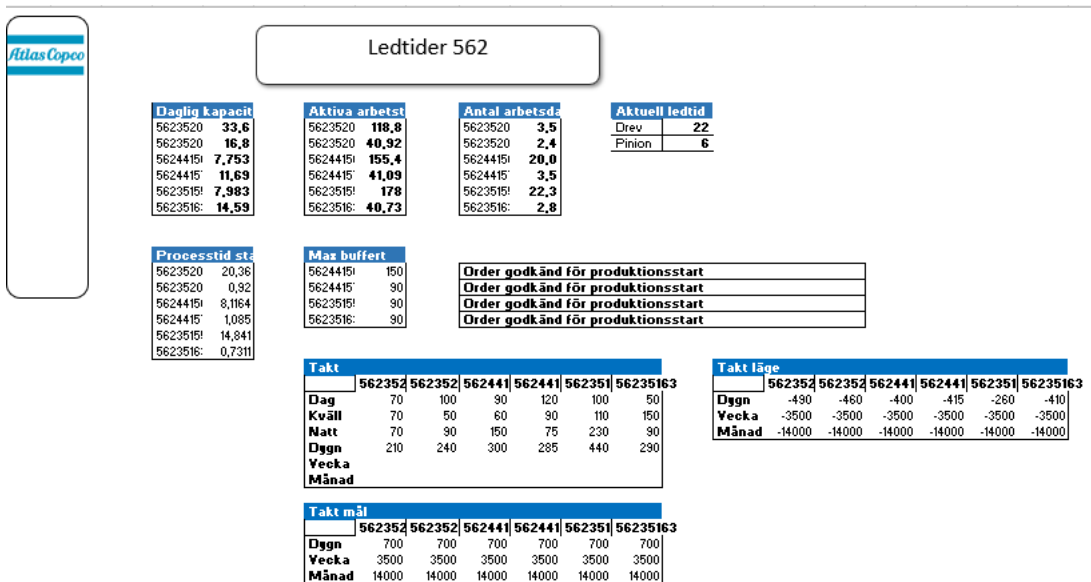 Atlas Copco
Ledtider 562
Daglig kapacit
5623520 33,6
5623520 16,8
562441510 7,753
56244151 11,69
5623515 7,983
5623516 14,59
Aktiva arbetst
5623520 118,8
5623520 40,92
5624415 155,4
5624415 41,09
5623515 178
5623516 40,73
Antal arbetsda
5623520 3,5
5623520 2,4
5624415 20,0
5624415 3,5
5623515 22,3
5623516 2,8
Aktuell ledtid
Drev 22
Pinion 6
Processtid sta
5623520 20,36
5623520 0,92
5624415 8,1164
5624415 1,085
5623515 14,841
5623516 0,7311
Max buffert
5624415 150
5624415 90
5623515 90
5623516 90
Order godkänd för produktionsstart
Order godkänd för produktionsstart
Order godkänd för produktionsstart
Order godkänd för produktionsstart
Takt
562352 562352 562441 562441 562351 56235163
Dag 70 100 90 120 100 50
Kväll 70 50 60 90 110 150
Natt 70 90 150 75 230 90
Dygn 210 240 300 285 440 290
Vecka
Månad
Takt läge
562352 562352 562441 562441 562351 56235163
Dygn -490 -460 -400 -415 -260 -410
Vecka -3500 -3500 -3500 -3500 -3500 -3500
Månad -14000 -14000 -14000 -14000 -14000 -14000
Takt mål
562352 562352 562441 562441 562351 56235163
Dygn 700 700 700 700 700 700
Vecka 3500 3500 3500 3500 3500 3500
Månad 14000 14000 14000 14000 14000 14000